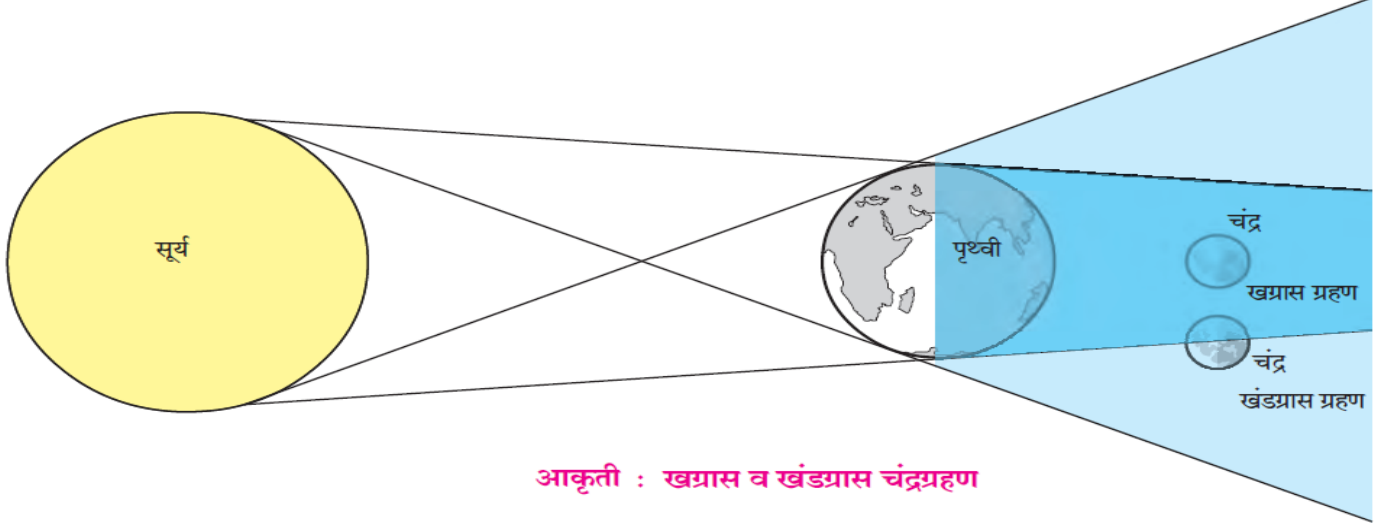 सूर्य
पृथ्वी
चंद्र
खग्रास ग्रहण
चंद्र
खंडग्रास ग्रहण
आकृती : खग्रास व खंडग्रास चंद्रग्रहण